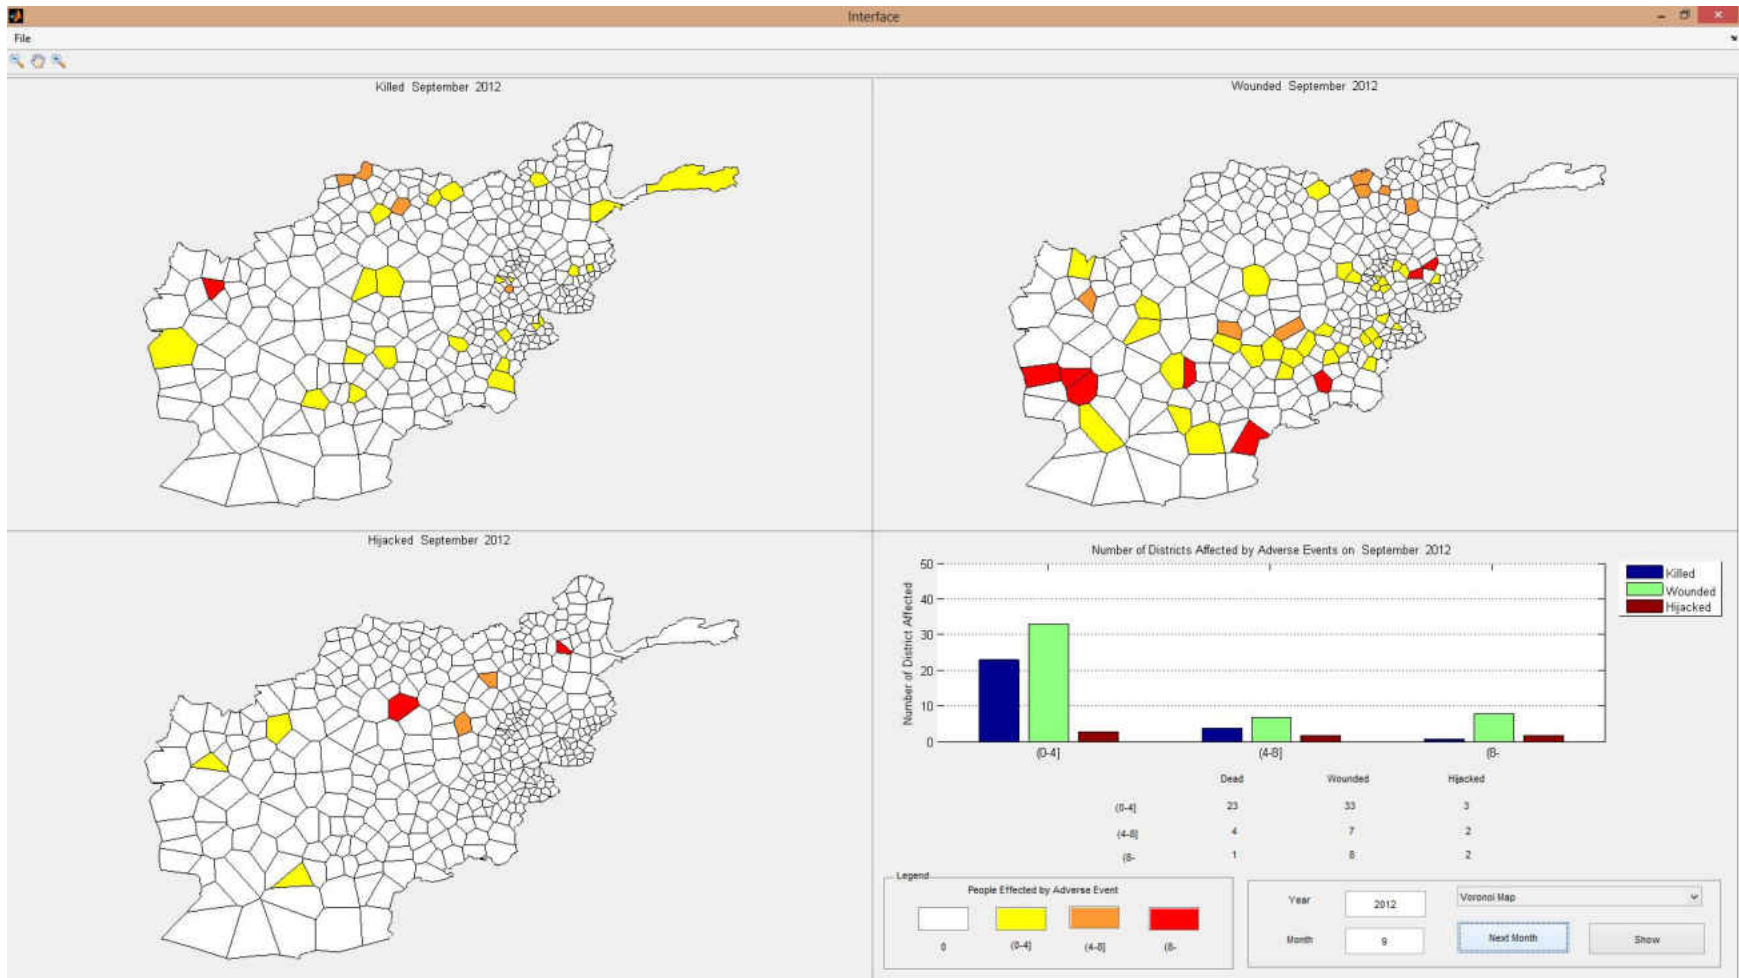 Interface
File
Killed September 2012
Wounded September 2012
Hijacked September 2012
Number of Districts Affected by Adverse Events on September 2012
Number of District Affected
50
40
30
20
10
0
(0-4]
(4-8]
(8-
Killed
Wounded
Hijacked
Dead Wounded Hijacked
(0-4] 23 33 3
(4-8] 4 7 2
(8- 1 8 2
Legend
People Effected by Adverse Event
0 (0-4] (4-8] (8-
Year 2012 Voronoi Map
Month 9 Next Month Show